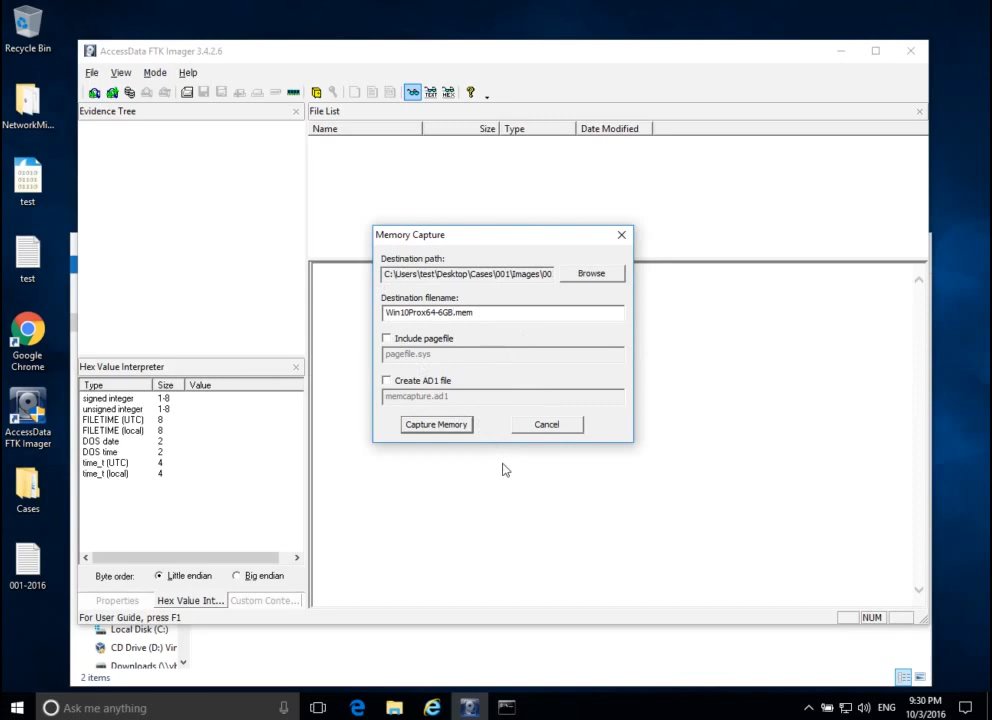 Recycle Bin
NetworkMi...
test
test
Google
Chrome
AccessData
FTK Imager
Cases
001-2016
AccessData FTK Imager 3.4.2.6
File View Mode Help
Evidence Tree
File List
Name Size Type Date Modified
Memory Capture
Destination path:
C:\Users\test\Desktop\Cases\001\Images\00
Browse
Destination filename:
Win10Prox64-6GB.mem
Include pagefile
pagefile.sys
Create AD1 file
memcapture.ad1
Capture Memory Cancel
Hex Value Interpreter
Type Size Value
signed integer 1-8
unsigned integer 1-8
FILETIME (UTC) 8
FILETIME (local) 8
DOS date 2
DOS time 2
time_t (UTC) 4
time_t (local) 4
Byte order: Little endian Big endian
Properties Hex Value Int... Custom Conte...
For User Guide, press F1
NUM
Local Disk (C:)
CD Drive (D:) Vir
2 items
Ask me anything
ENG
9:30 PM
10/3/2016